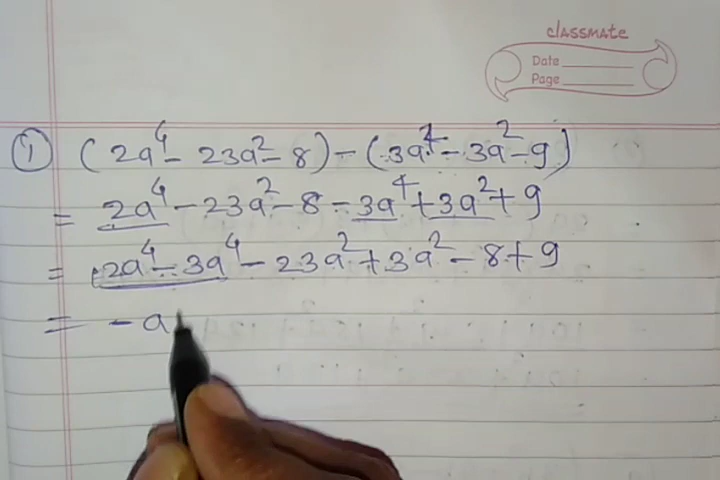 classmate
Date
Page
1 (2a⁴ - 23a² - 8) - (3a⁴ - 3a² - 9)
= 2a⁴ - 23a² - 8 - 3a⁴ + 3a² + 9
= 2a⁴ - 3a⁴ - 23a² + 3a² - 8 + 9
= - a